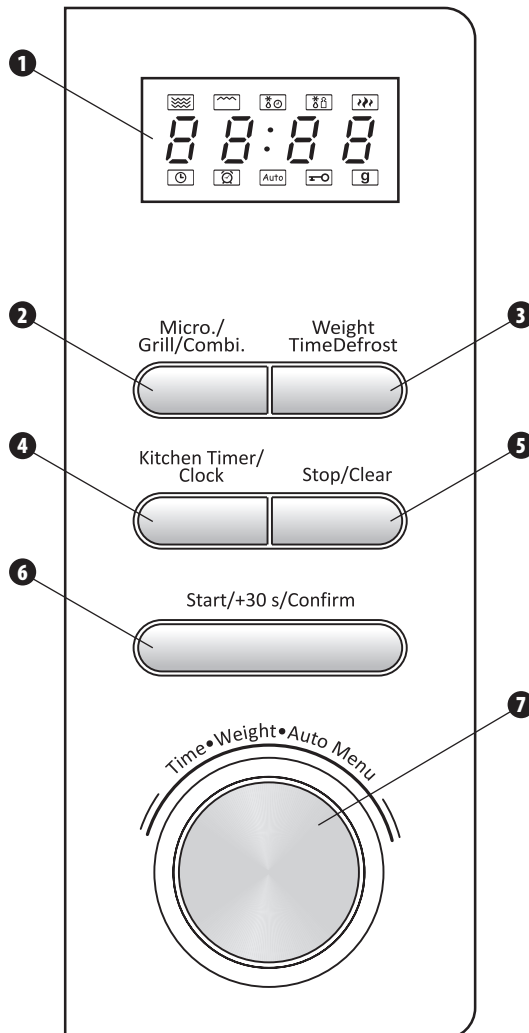 1
88:88
Auto
g
2
Micro./
Grill/Combi.
3
Weight
TimeDefrost
4
Kitchen Timer/
Clock
5
Stop/Clear
6
Start/+30 s/Confirm
7
Time•Weight•Auto Menu